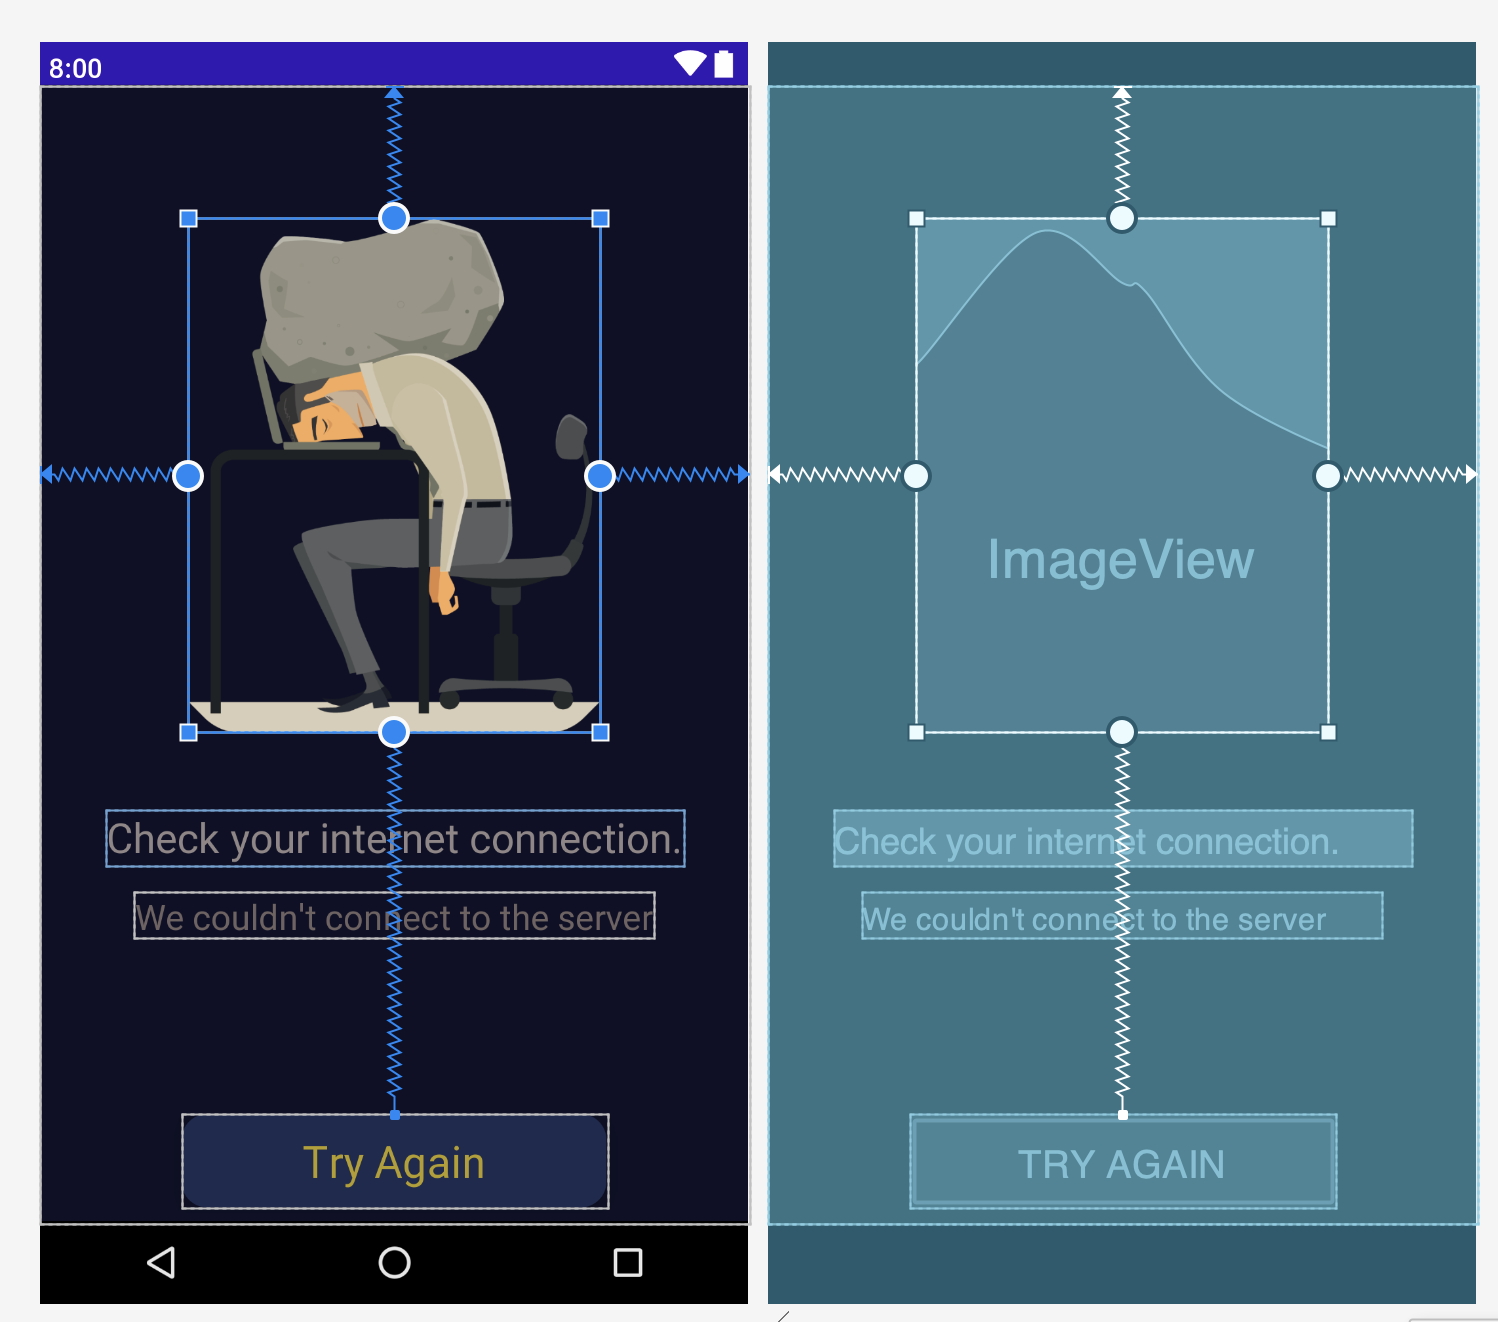 8:00
Check your internet connection.
We couldn't connect to the server
Try Again
ImageView
Check your internet connection.
We couldn't connect to the server
TRY AGAIN